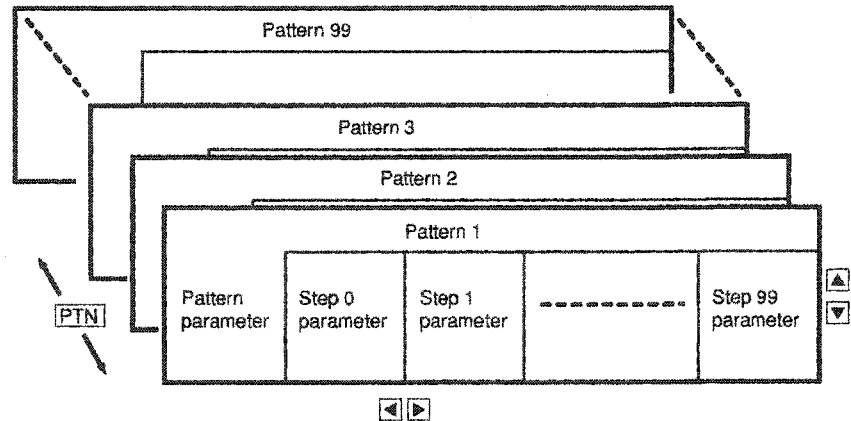 Pattern 99
Pattern 3
Pattern 2
Pattern 1
Pattern
parameter
Step 0
parameter
Step 1
parameter
Step 99
parameter
PTN